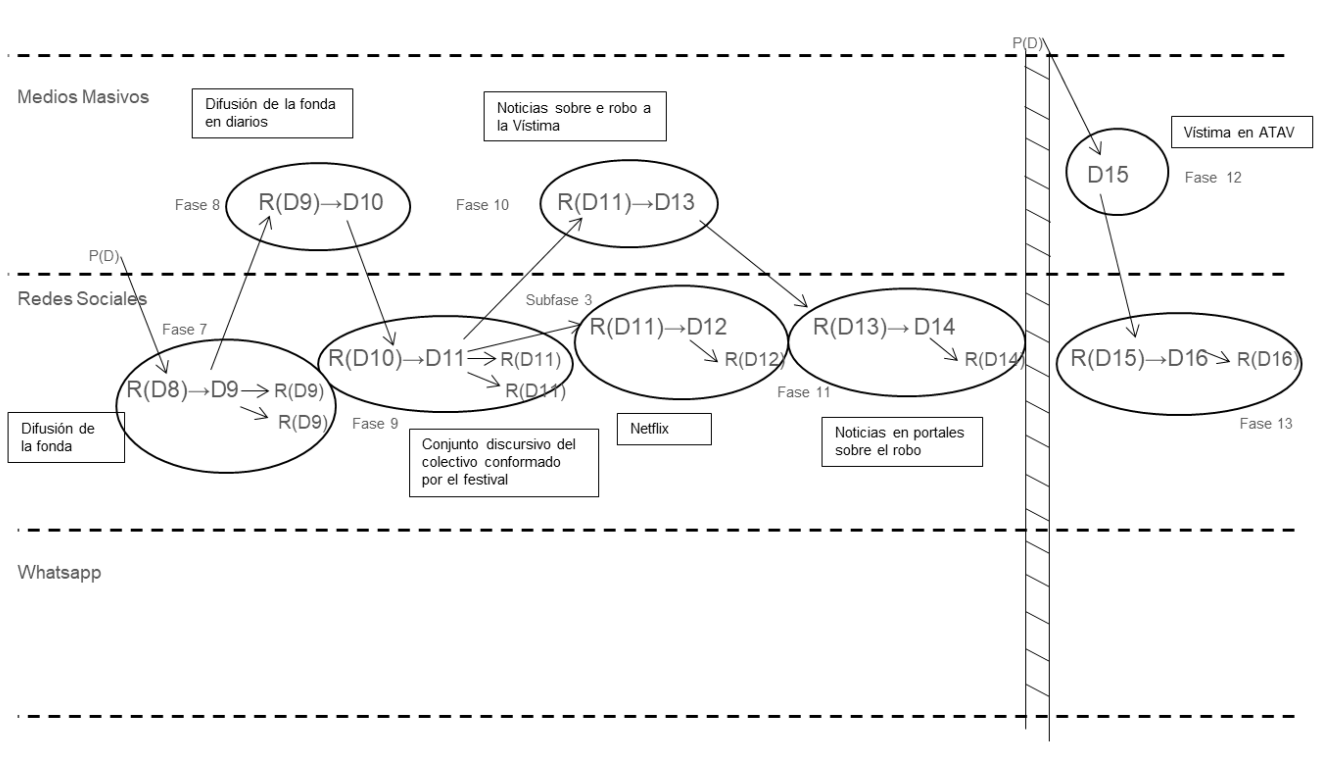 P(D)
Medios Masivos
Difusión de la fonda
en diarios
Noticias sobre e robo a
la Vístima
Vístima en ATAV
Fase 8
R(D9)→D10
Fase 10
R(D11)→D13
D15
Fase 12
P(D)
Redes Sociales
Fase 7
R(D8)→D9→R(D9)
R(D9)
Difusión de
la fonda
R(D10)→D11→R(D11)
R(D11)
Fase 9
Conjunto discursivo del
colectivo conformado
por el festival
Subfase 3
R(D11)→D12
R(D12)
Netflix
R(D13)→D14
R(D14)
Fase 11
Noticias en portales
sobre el robo
R(D15)→D16→R(D16)
Fase 13
Whatsapp